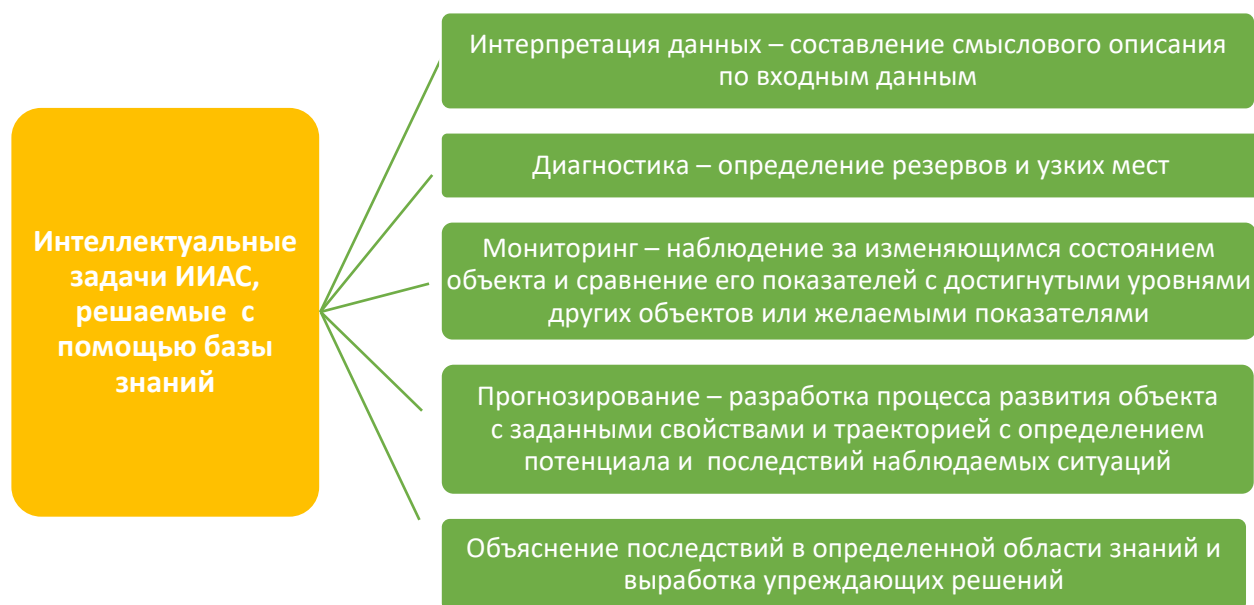 Интеллектуальные
задачи ИИАС,
решаемые с
помощью базы
знаний
Интерпретация данных – составление смыслового описания
по входным данным
Диагностика – определение резервов и узких мест
Мониторинг – наблюдение за изменяющимся состоянием
объекта и сравнение его показателей с достигнутыми уровнями
других объектов или желаемыми показателями
Прогнозирование – разработка процесса развития объекта
с заданными свойствами и траекторией с определением
потенциала и последствий наблюдаемых ситуаций
Объяснение последствий в определенной области знаний и
выработка упреждающих решений